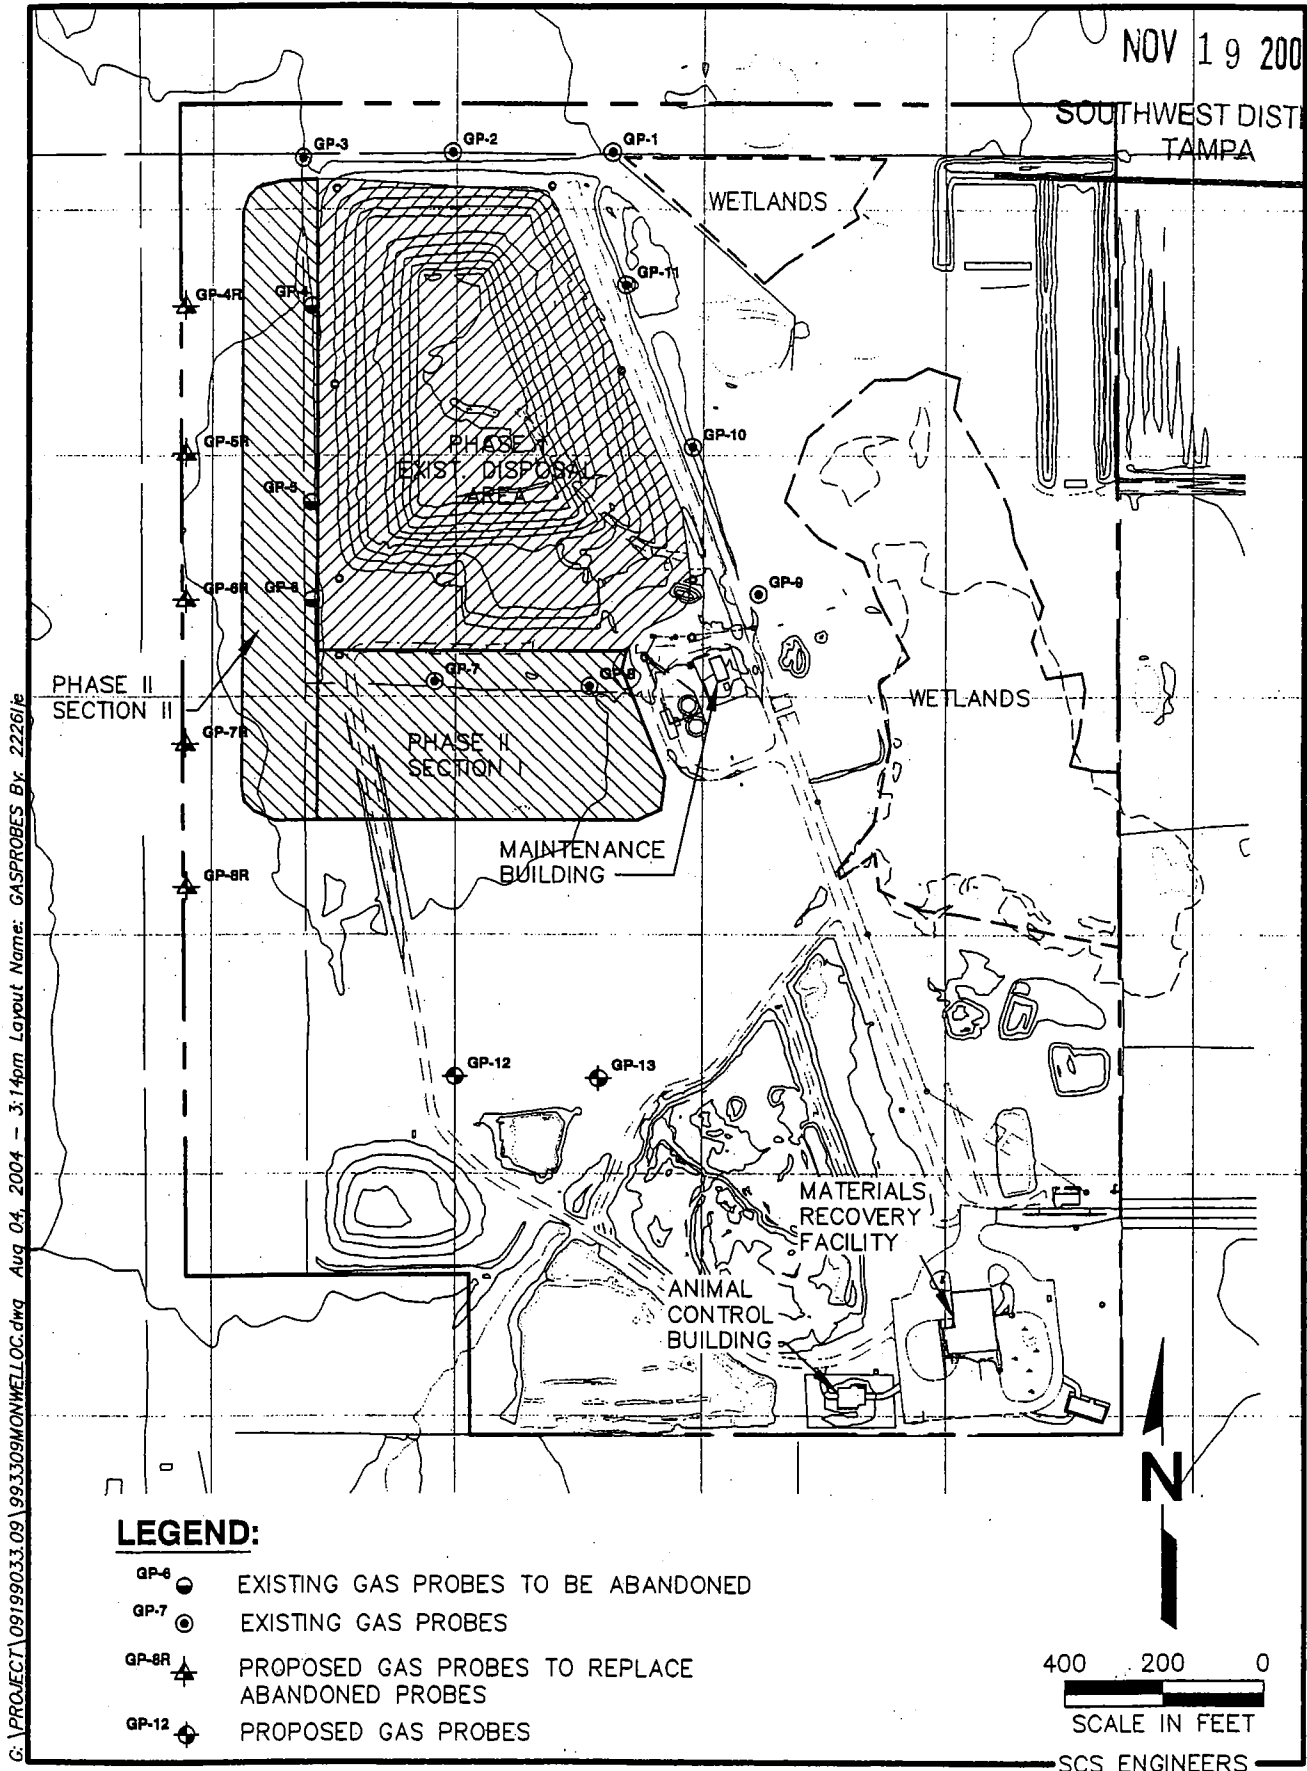 NOV 19 200
SOUTHWEST DIST
TAMPA
GP-3
GP-2
GP-1
WETLANDS
GP-11
GP-4R
GP-10
GP-5R
PHASE I
EXIST. DISPOSAL
AREA
GP-5
GP-6R
GP-6
GP-9
PHASE II
SECTION II
GP-7
GP-8
WETLANDS
GP-7R
PHASE II
SECTION I
MAINTENANCE
BUILDING
GP-8R
GP-12
GP-13
MATERIALS
RECOVERY
FACILITY
ANIMAL
CONTROL
BUILDING
N
LEGEND:
GP-6 EXISTING GAS PROBES TO BE ABANDONED
GP-7 EXISTING GAS PROBES
GP-8R PROPOSED GAS PROBES TO REPLACE
ABANDONED PROBES
GP-12 PROPOSED GAS PROBES
400 200 0
SCALE IN FEET
SCS ENGINEERS
G:\PROJECT\09199033.09\993309MONWELLOC.dwg Aug 04, 2004 - 3:14pm Layout Name: GASPROBES By: 2226lje